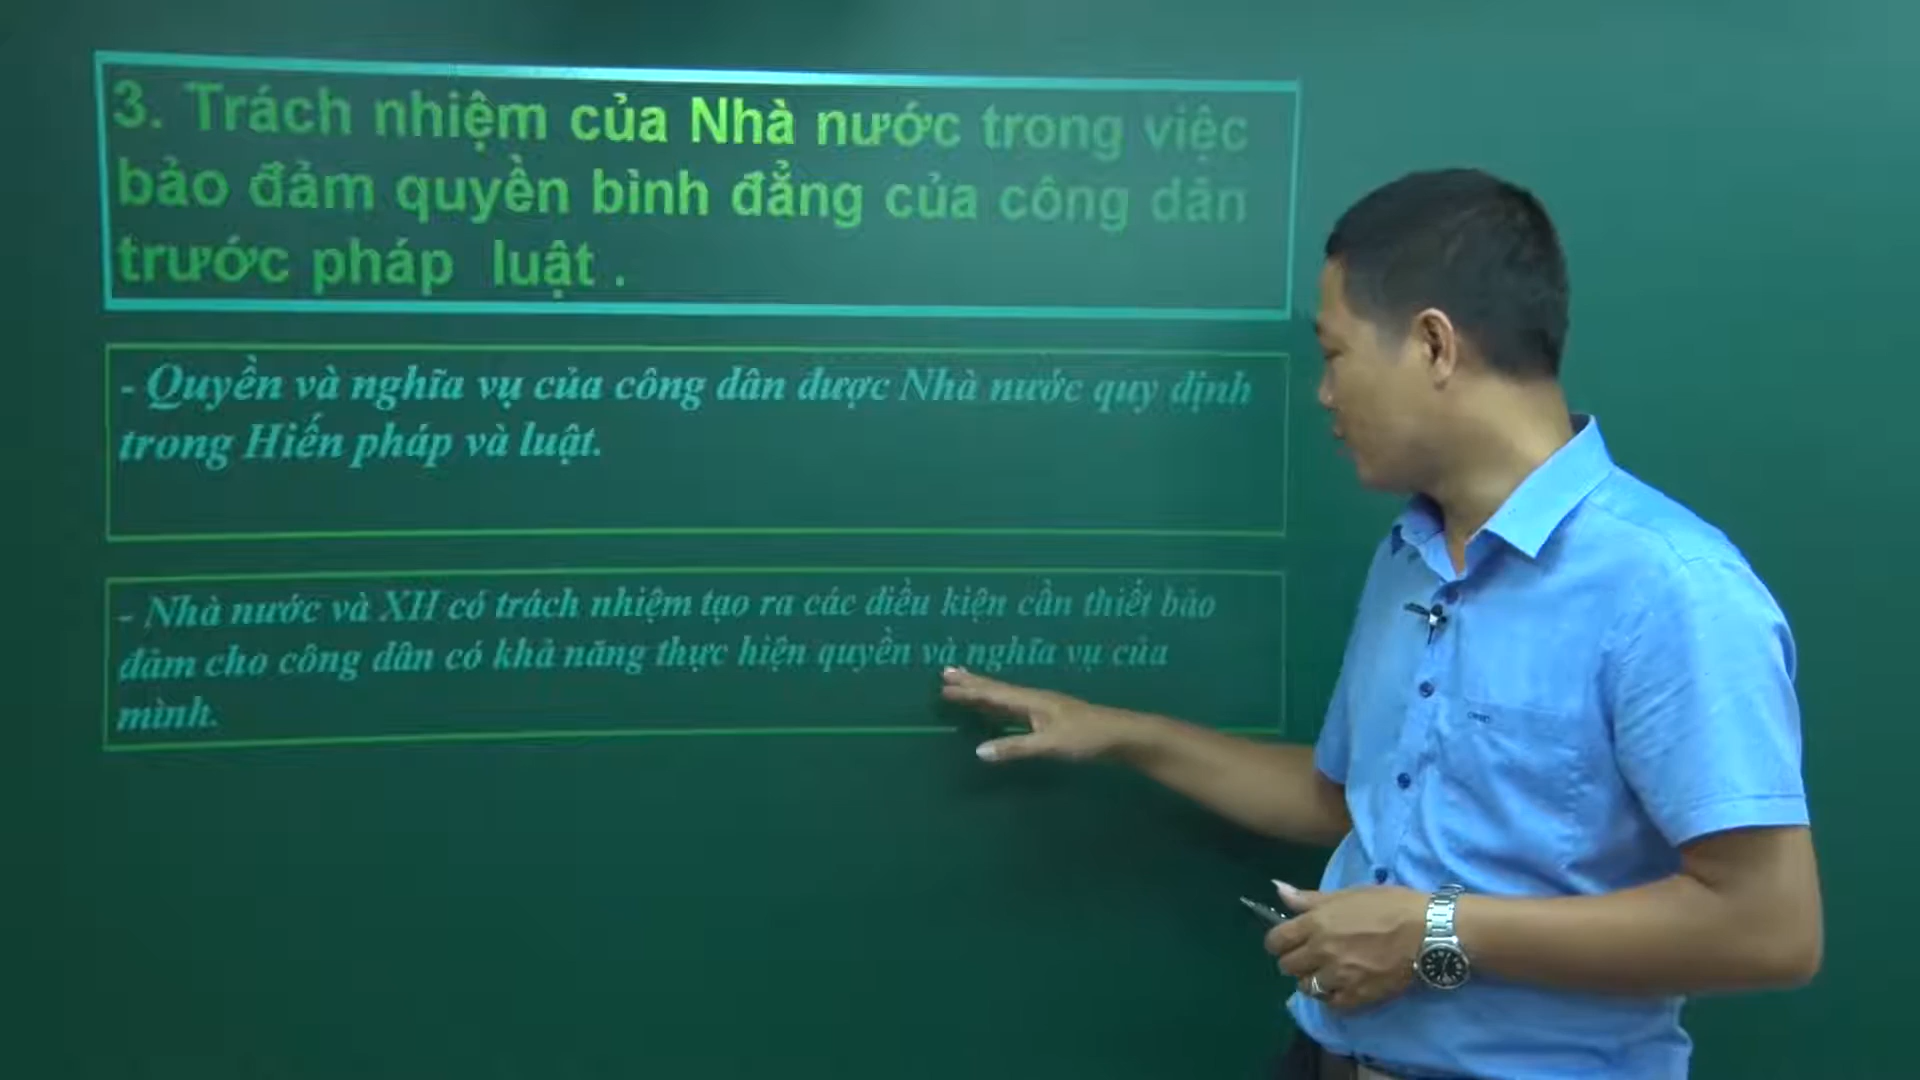 3. Trách nhiệm của Nhà nước trong việc
bảo đảm quyền bình đẳng của công dân
trước pháp luật .
- Quyền và nghĩa vụ của công dân được Nhà nước quy định
trong Hiến pháp và luật.
- Nhà nước và XH có trách nhiệm tạo ra các điều kiện cần thiết bảo
đảm cho công dân có khả năng thực hiện quyền và nghĩa vụ của
mình.